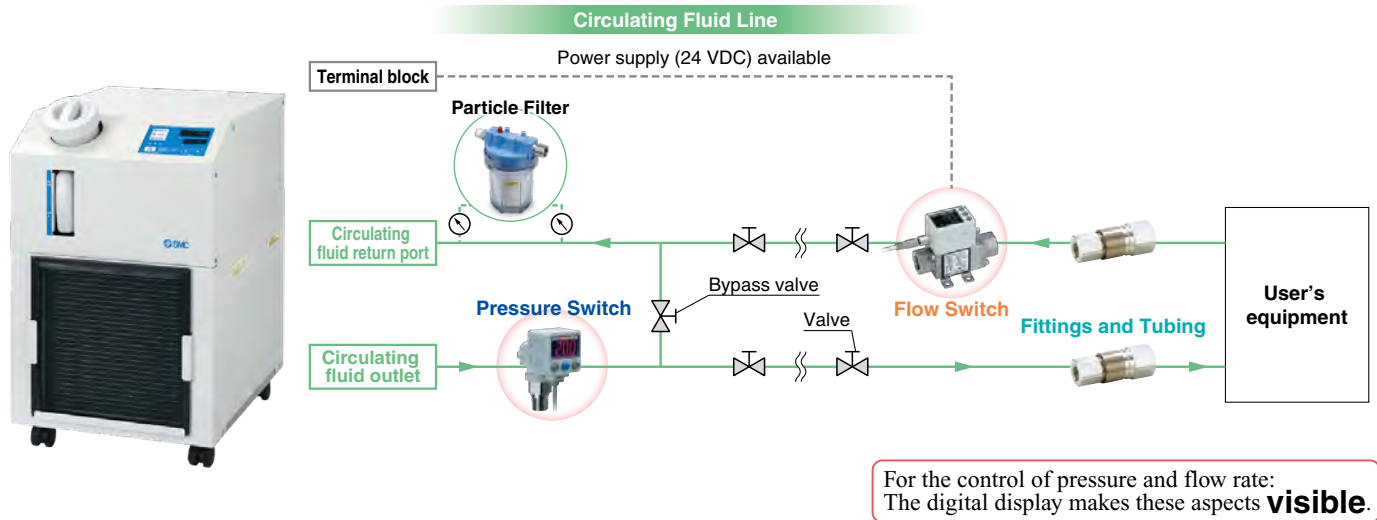 Circulating Fluid Line
Power supply (24 VDC) available
Terminal block
Particle Filter
Circulating
fluid return port
SMC
Bypass valve
Pressure Switch
Flow Switch
Valve
Fittings and Tubing
User's
equipment
Circulating
fluid outlet
200
For the control of pressure and flow rate:
The digital display makes these aspects visible.